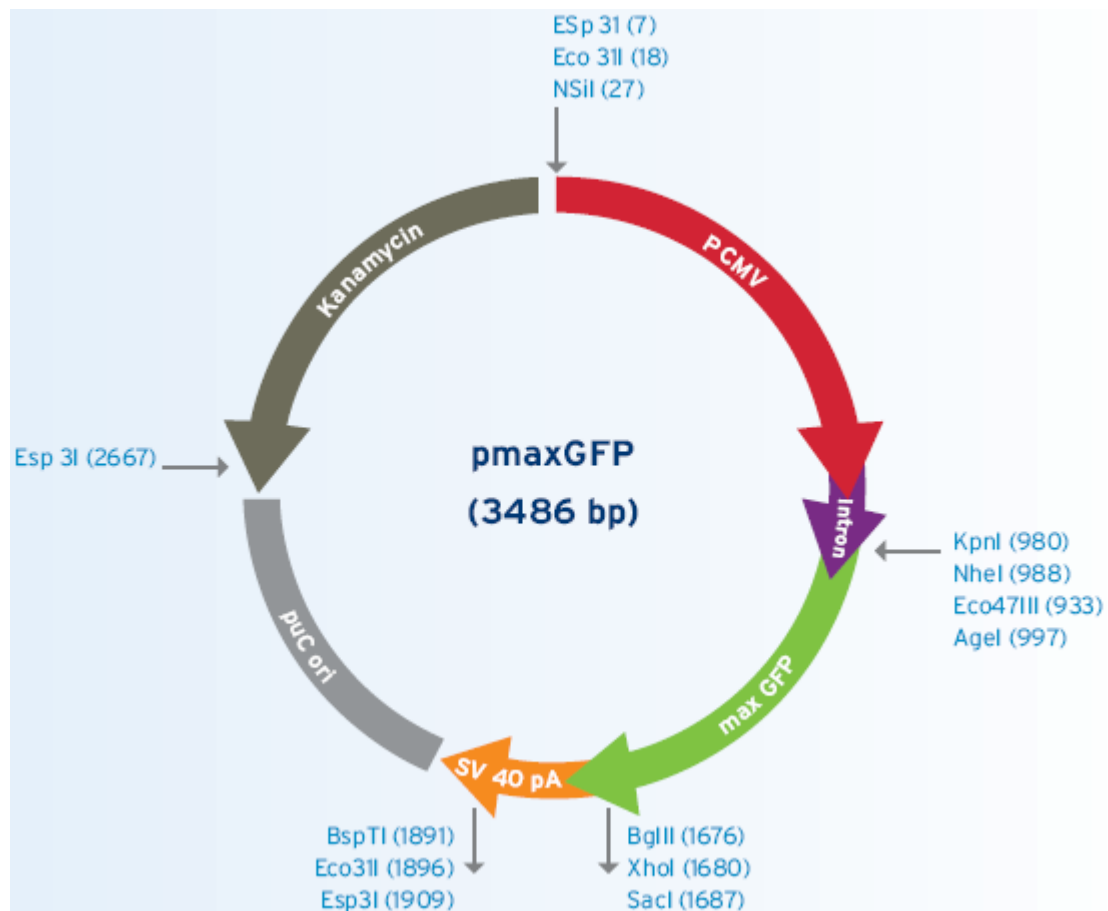 ESp 31 (7)
Eco 31I (18)
NSiI (27)
Kanamycin
PCMV
Esp 3I (2667)
pmaxGFP
(3486 bp)
Intron
KpnI (980)
NheI (988)
Eco47III (933)
AgeI (997)
puC ori
max GFP
SV 40 pA
BspTI (1891)
Eco31I (1896)
Esp3I (1909)
BglII (1676)
XhoI (1680)
SacI (1687)